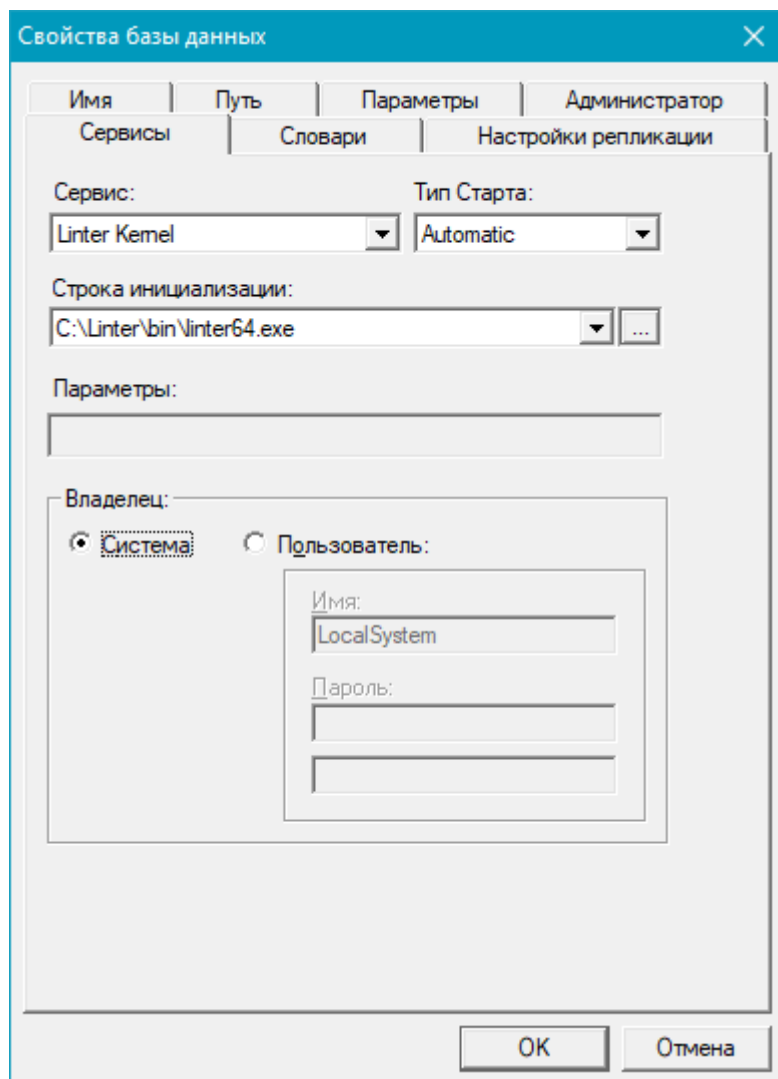 Свойства базы данных
Имя Путь Параметры Администратор
Сервисы Словари Настройки репликации
Сервис: Тип Старта:
Linter Kernel Automatic
Строка инициализации:
C:\Linter\bin\linter64.exe ...
Параметры:
Владелец:
Система Пользователь:
Имя:
LocalSystem
Пароль:
OK Отмена